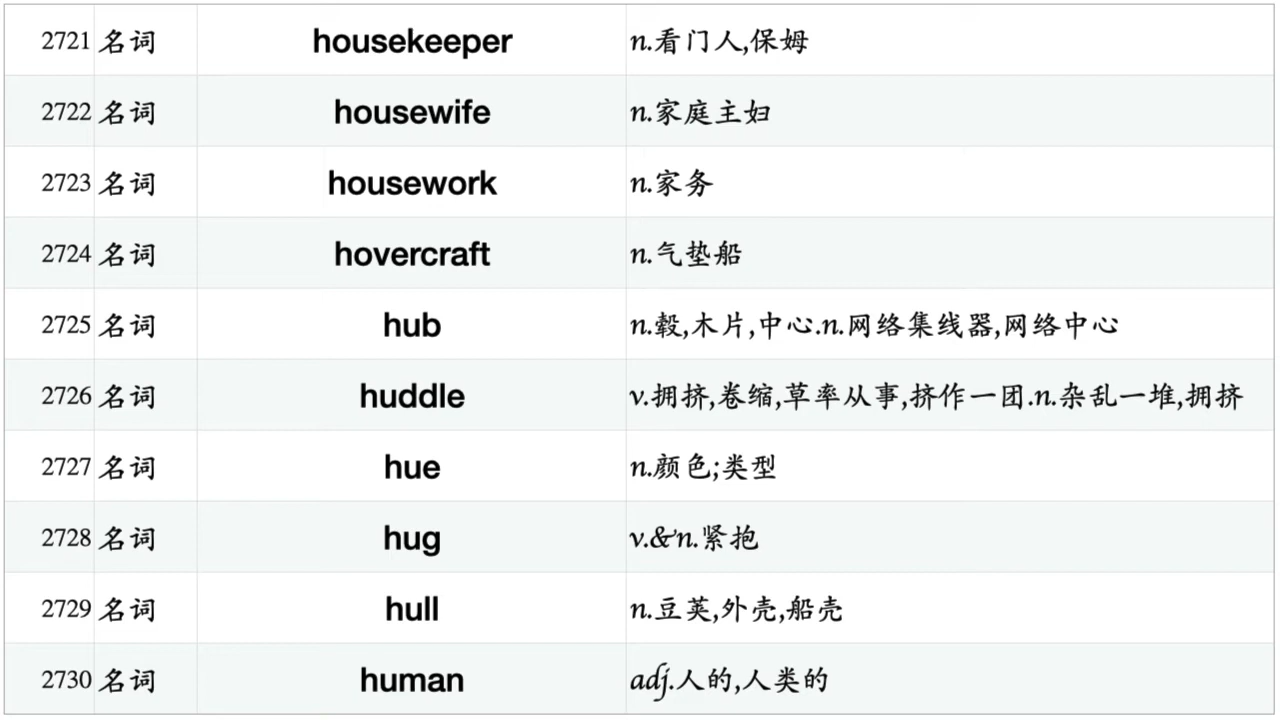 2721 名词 housekeeper n.看门人,保姆
2722 名词 housewife n.家庭主妇
2723 名词 housework n.家务
2724 名词 hovercraft n.气垫船
2725 名词 hub n.毂,木片,中心.n.网络集线器,网络中心
2726 名词 huddle v.拥挤,卷缩,草率从事,挤作一团.n.杂乱一堆,拥挤
2727 名词 hue n.颜色;类型
2728 名词 hug v.&n.紧抱
2729 名词 hull n.豆荚,外壳,船壳
2730 名词 human adj.人的,人类的